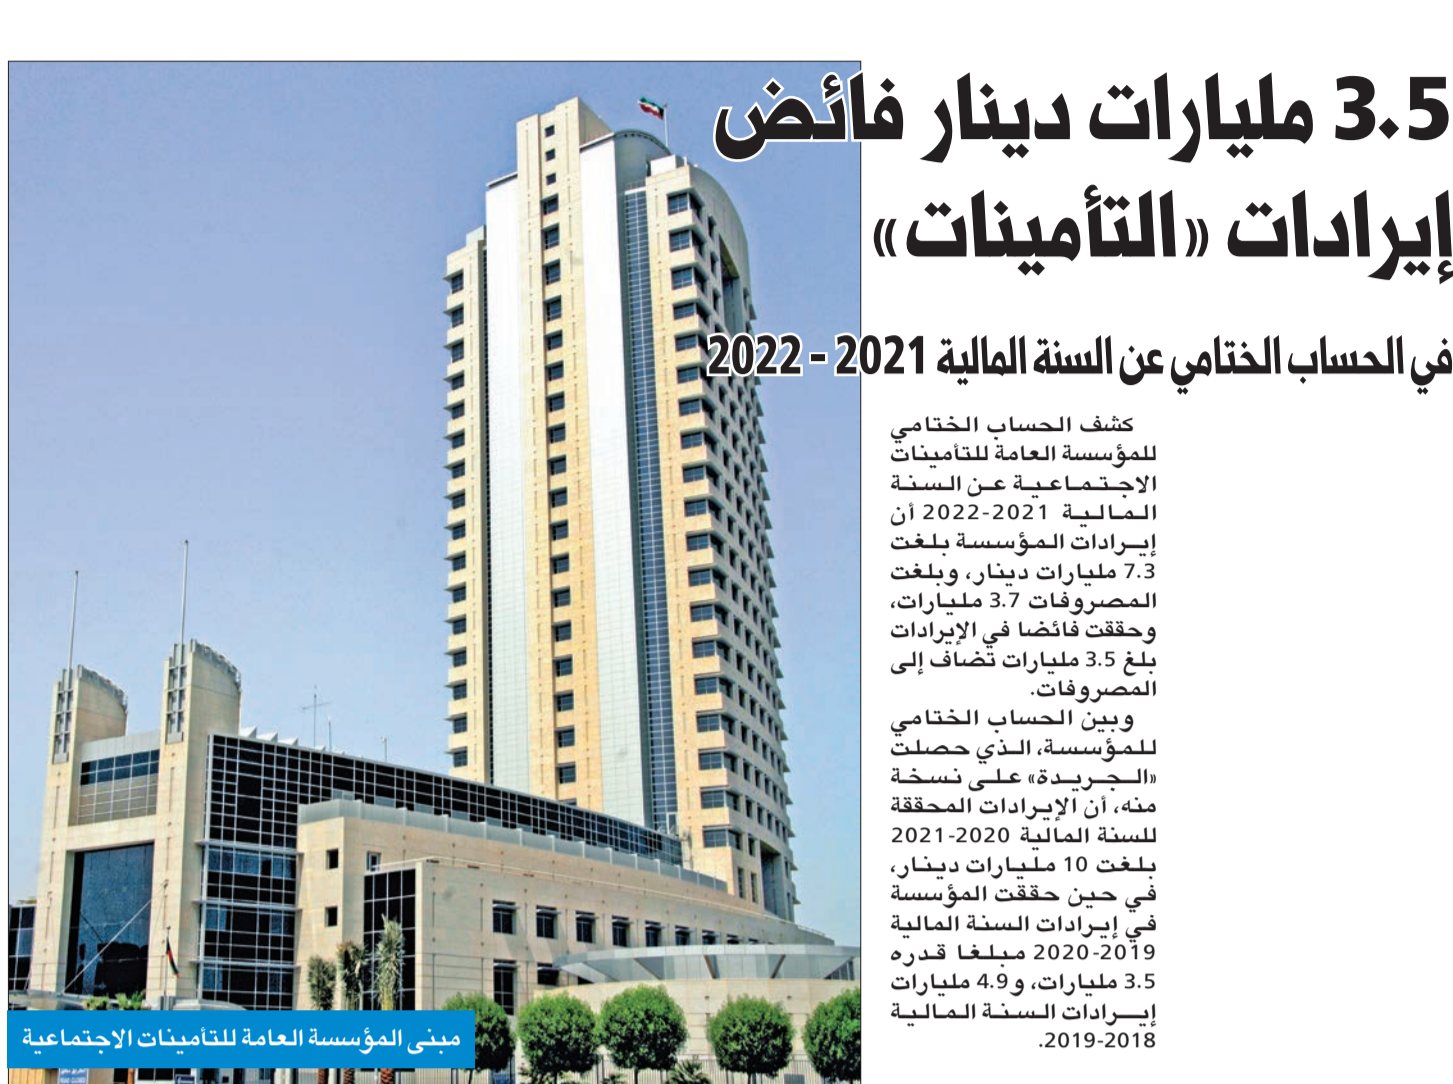 3.5 مليارات دينار فائض
إيرادات «التأمينات»
في الحساب الختامي عن السنة المالية 2021 - 2022
كشف الحساب الختامي
للمؤسسة العامة للتأمينات
الاجتماعية عن السنة
المالية 2021-2022 أن
إيرادات المؤسسة بلغت
7.3 مليارات دينار، وبلغت
المصروفات 3.7 مليارات،
وحققت فائضا في الإيرادات
بلغ 3.5 مليارات تضاف إلى
المصروفات.
وبين الحساب الختامي
للمؤسسة، الذي حصلت
«الجريدة» على نسخة
منه، أن الإيرادات المحققة
للسنة المالية 2020-2021
بلغت 10 مليارات دينار،
في حين حققت المؤسسة
في إيرادات السنة المالية
2019-2020 مبلغا قدره
3.5 مليارات، و4.9 مليارات
إيرادات السنة المالية
2018-2019.
مبنى المؤسسة العامة للتأمينات الاجتماعية